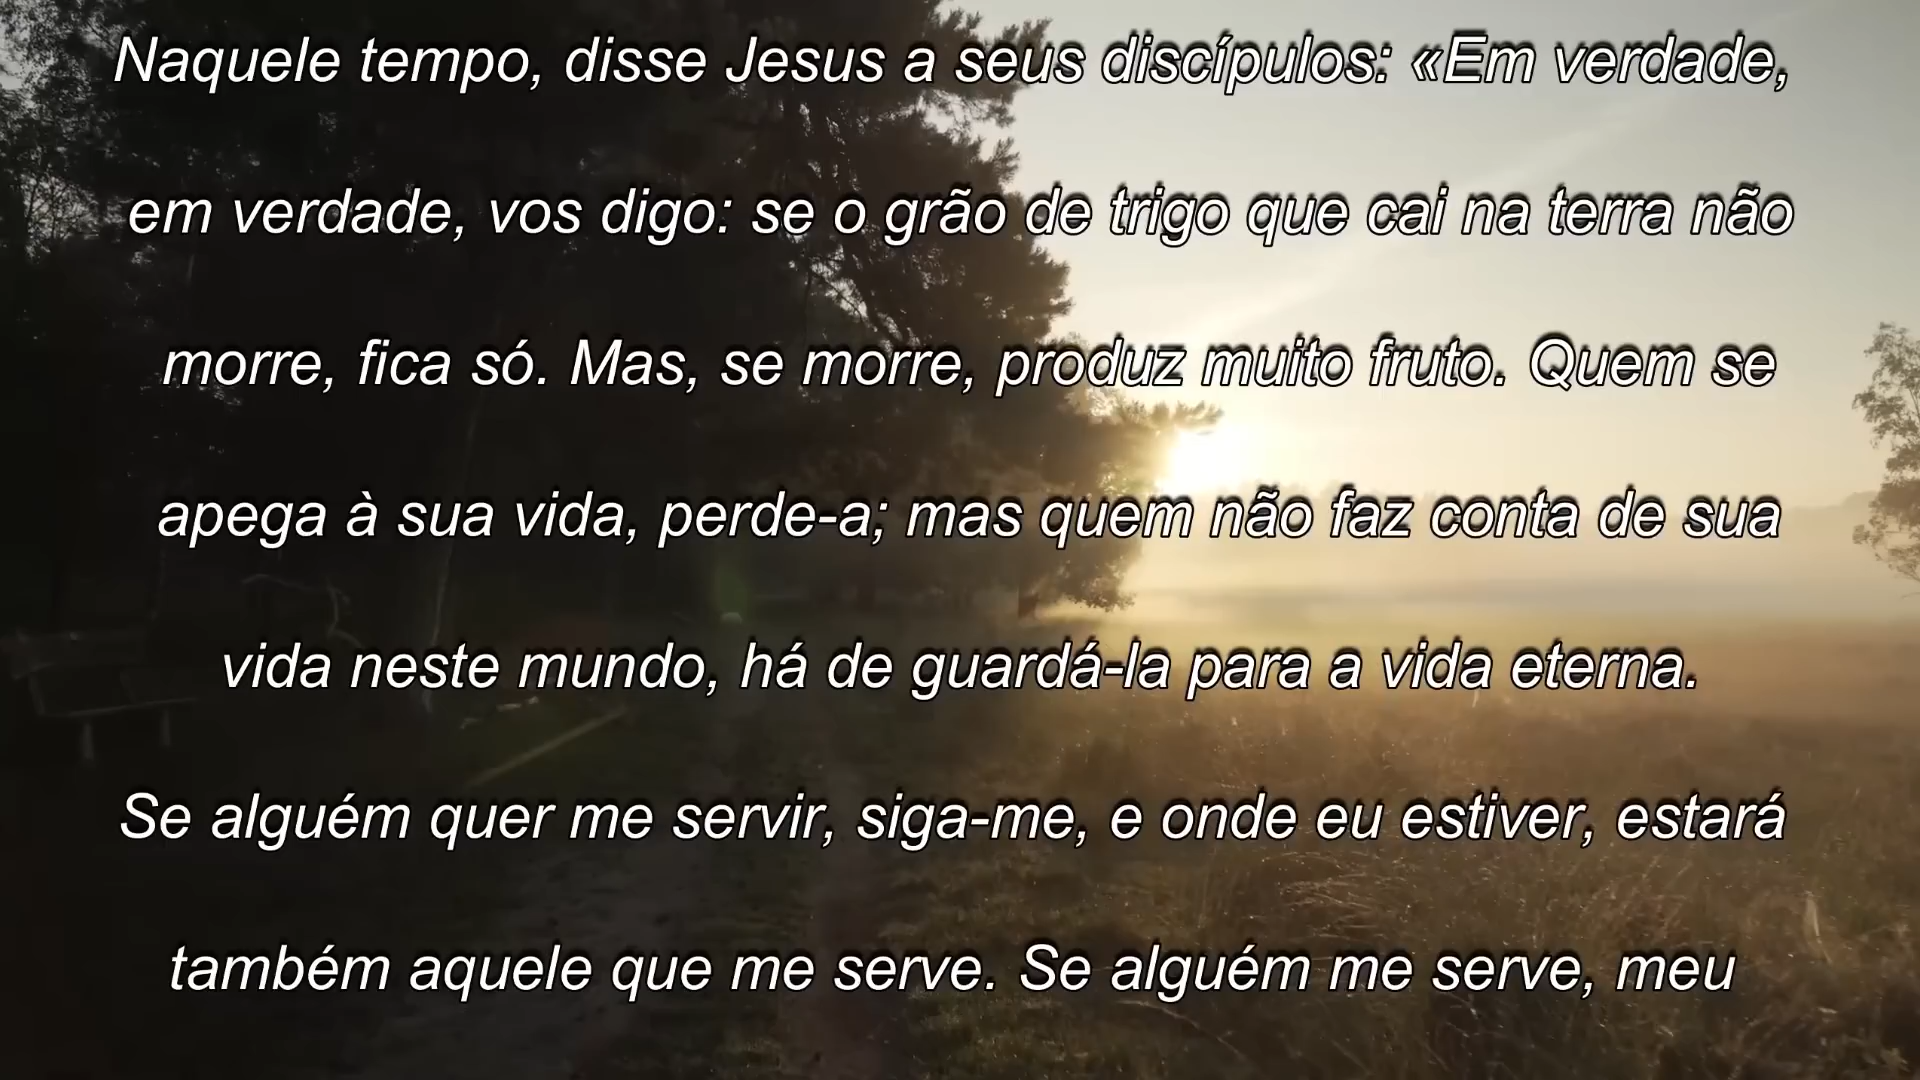 Naquele tempo, disse Jesus a seus discípulos: «Em verdade,
em verdade, vos digo: se o grão de trigo que cai na terra não
morre, fica só. Mas, se morre, produz muito fruto. Quem se
apega à sua vida, perde-a; mas quem não faz conta de sua
vida neste mundo, há de guardá-la para a vida eterna.
Se alguém quer me servir, siga-me, e onde eu estiver, estará
também aquele que me serve. Se alguém me serve, meu